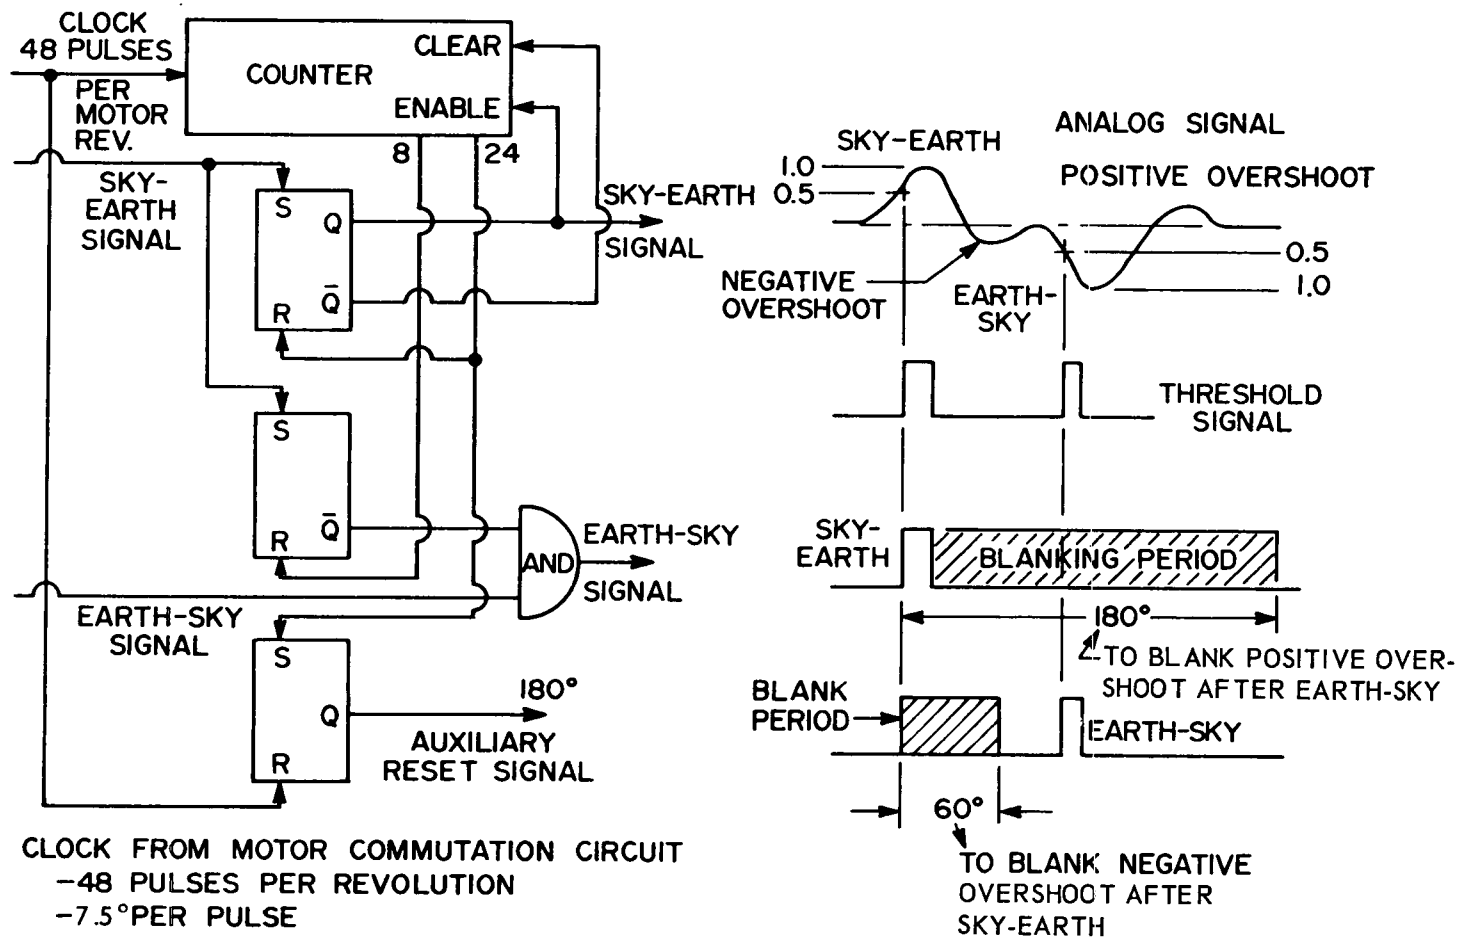 CLOCK
48 PULSES
PER
MOTOR
REV.
COUNTER
CLEAR
ENABLE
8
24
SKY-
EARTH
SIGNAL
S
Q
Q̄
R
SKY-EARTH
SIGNAL
S
Q̄
R
AND
EARTH-SKY
SIGNAL
EARTH-SKY
SIGNAL
S
Q
R
180°
AUXILIARY
RESET SIGNAL
CLOCK FROM MOTOR COMMUTATION CIRCUIT
-48 PULSES PER REVOLUTION
-7.5° PER PULSE
SKY-EARTH
1.0
0.5
ANALOG SIGNAL
POSITIVE OVERSHOOT
0.5
1.0
NEGATIVE
OVERSHOOT
EARTH-
SKY
THRESHOLD
SIGNAL
SKY-
EARTH
BLANKING PERIOD
180°
TO BLANK POSITIVE OVER-
SHOOT AFTER EARTH-SKY
BLANK
PERIOD
EARTH-SKY
60°
TO BLANK NEGATIVE
OVERSHOOT AFTER
SKY-EARTH